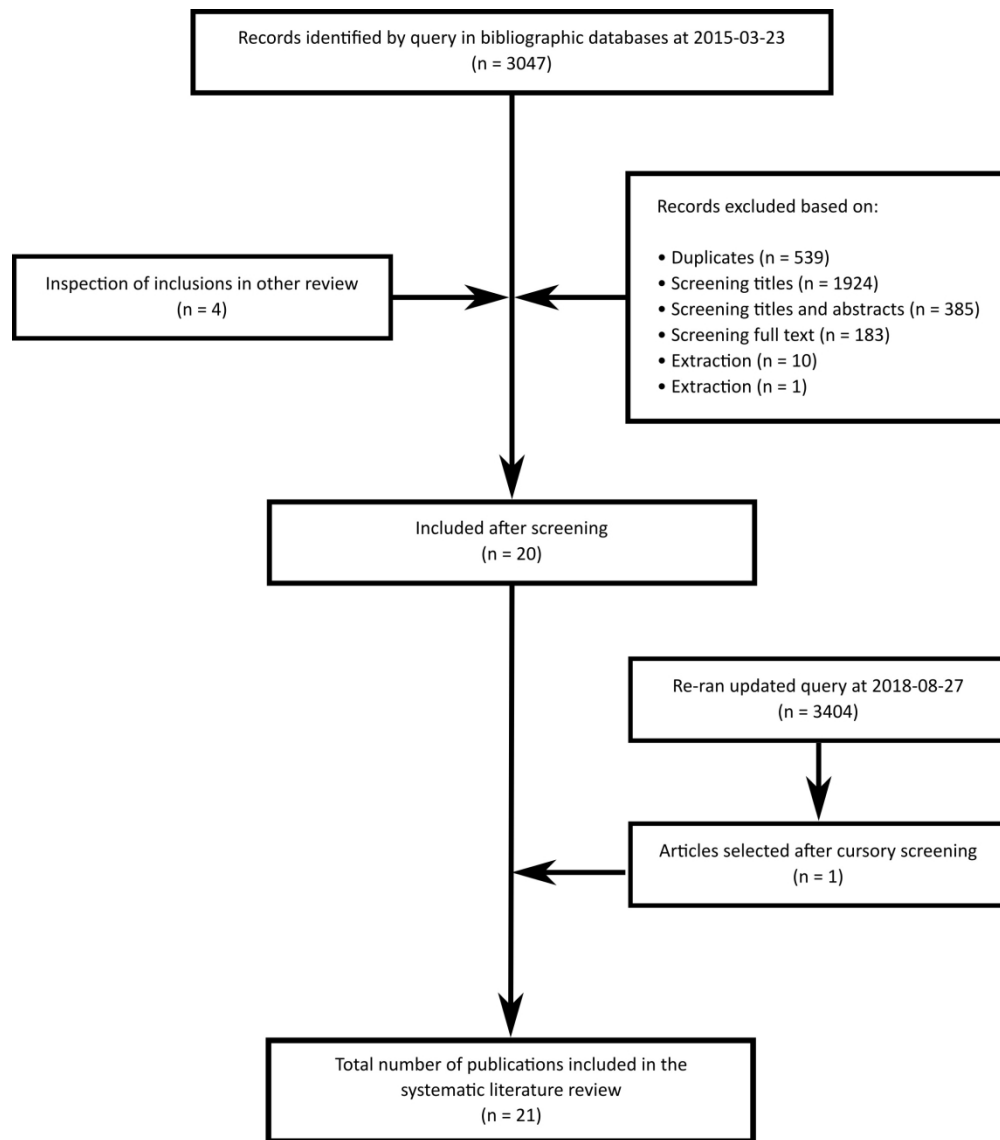 Records identified by query in bibliographic databases at 2015-03-23
(n = 3047)
Records excluded based on:
• Duplicates (n = 539)
• Screening titles (n = 1924)
• Screening titles and abstracts (n = 385)
• Screening full text (n = 183)
• Extraction (n = 10)
• Extraction (n = 1)
Inspection of inclusions in other review
(n = 4)
Included after screening
(n = 20)
Re-ran updated query at 2018-08-27
(n = 3404)
Articles selected after cursory screening
(n = 1)
Total number of publications included in the
systematic literature review
(n = 21)